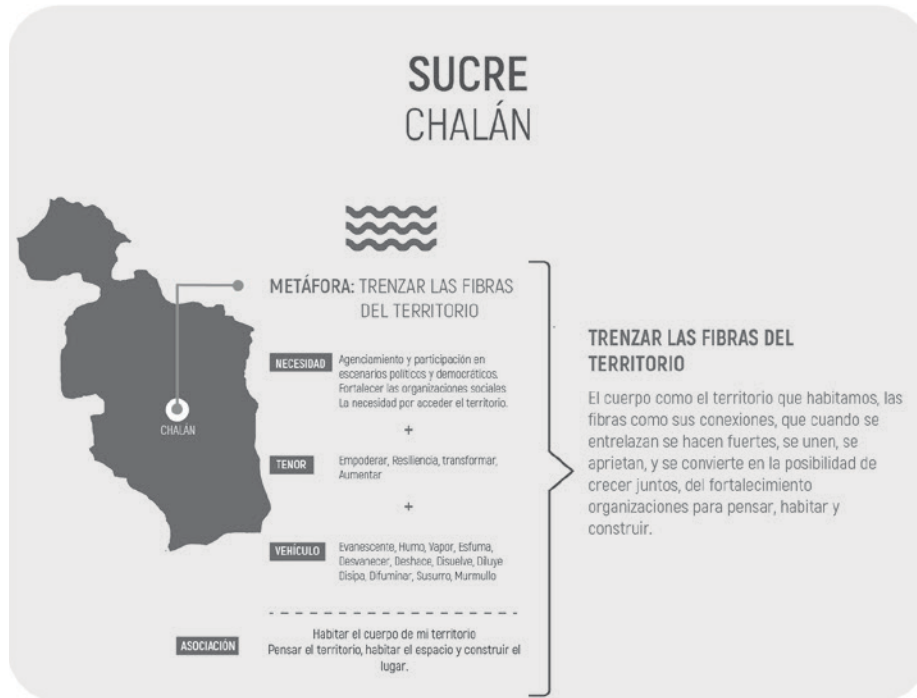 SUCRE
CHALÁN
METÁFORA: TRENZAR LAS FIBRAS
DEL TERRITORIO
NECESIDAD
Agenciamiento y participación en
escenarios políticos y democráticos.
Fortalecer las organizaciones sociales
La necesidad por acceder el territorio.
+
CHALÁN
TENOR
Empoderar, Resiliencia, transformar,
Aumentar
+
VEHÍCULO
Evanescente, Humo, Vapor, Esfuma,
Desvanecer, Deshace, Disuelve, Diluye
Disipa, Difuminar, Susurro, Murmullo
ASOCIACIÓN
Habitar el cuerpo de mi territorio
Pensar el territorio, habitar el espacio y construir el
lugar.
TRENZAR LAS FIBRAS DEL
TERRITORIO
El cuerpo como el territorio que habitamos, las
fibras como sus conexiones, que cuando se
entrelazan se hacen fuertes, se unen, se
aprietan, y se convierte en la posibilidad de
crecer juntos, del fortalecimiento
organizaciones para pensar, habitar y
construir.